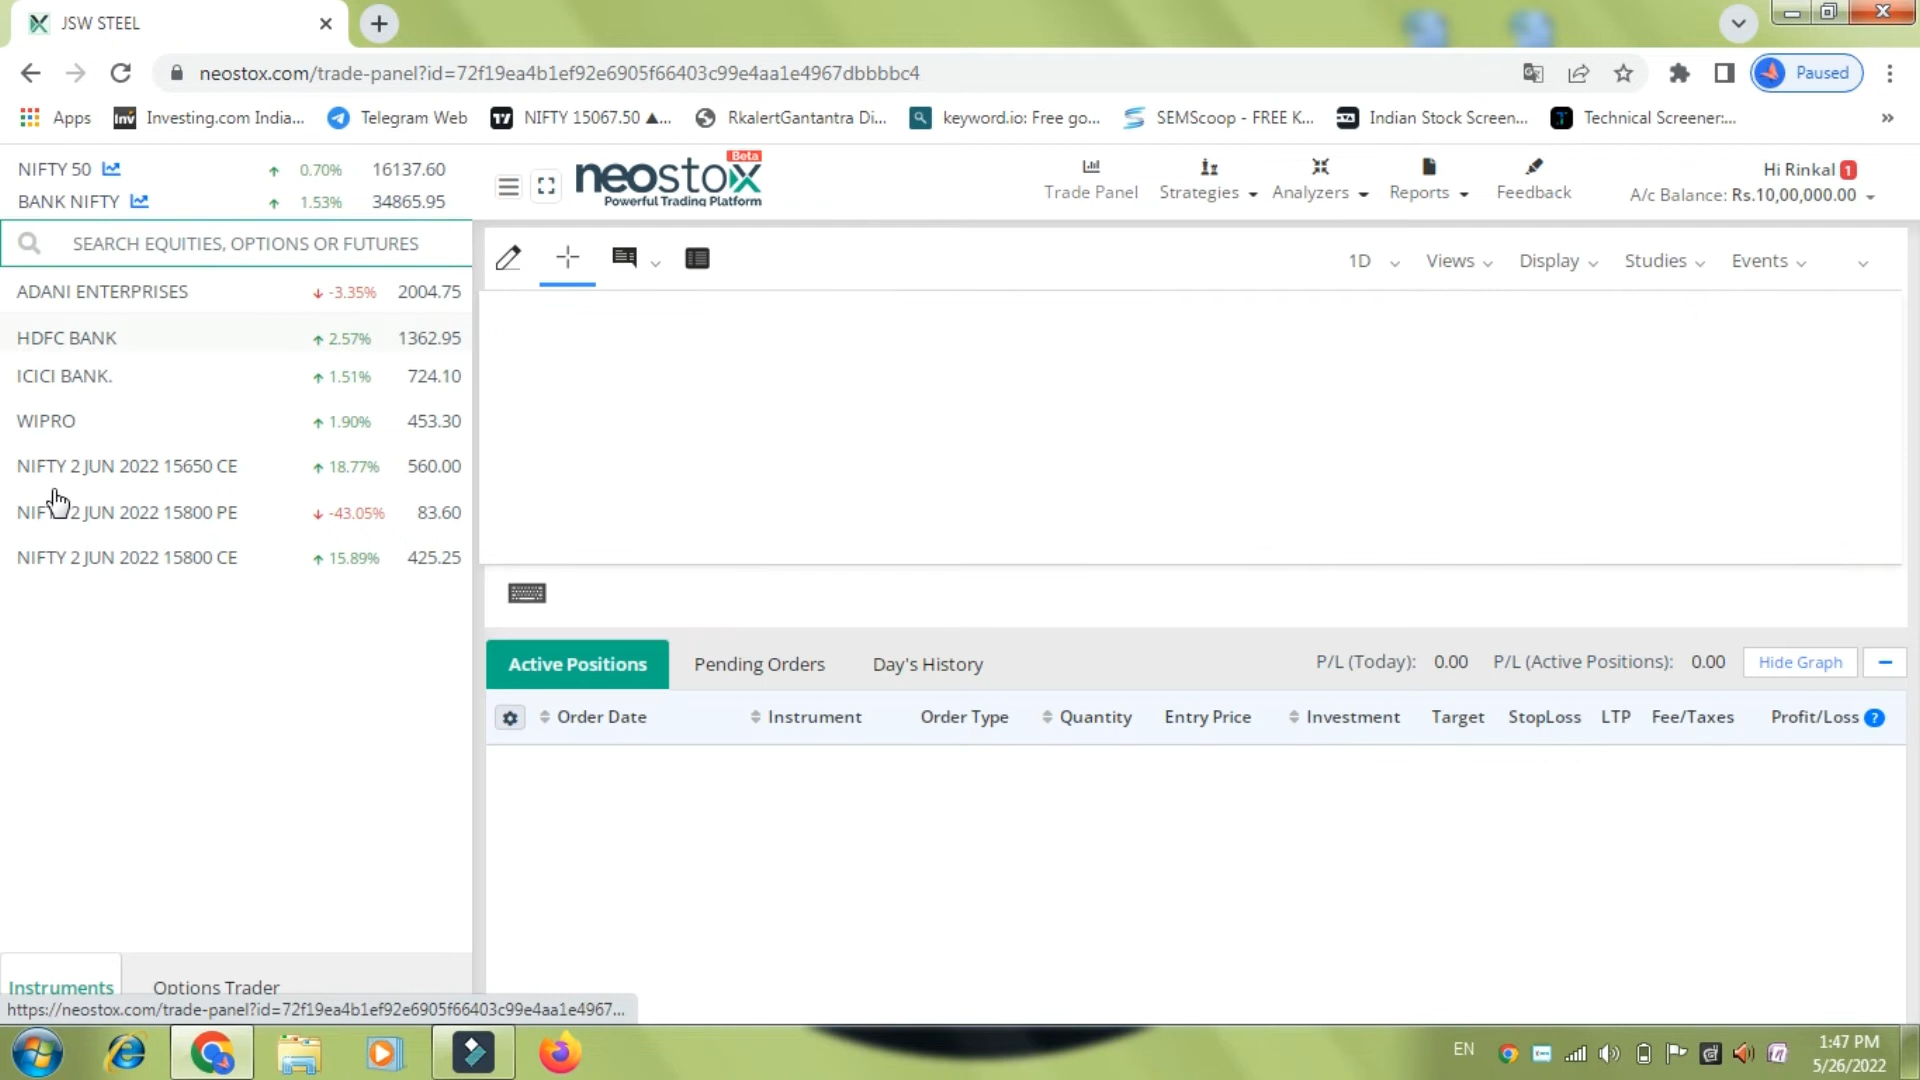 JSW STEEL
neostox.com/trade-panel?id=72f19ea4b1ef92e6905f66403c99e4aa1e4967dbbbbc4
Paused
Apps
Investing.com India...
Telegram Web
NIFTY 15067.50 ▲...
RkalertGantantra Di...
keyword.io: Free go...
SEMScoop - FREE K...
Indian Stock Screen...
Technical Screener:...
»
NIFTY 50 ↑ 0.70% 16137.60
BANK NIFTY ↑ 1.53% 34865.95
neostox Beta
Powerful Trading Platform
Trade Panel
Strategies
Analyzers
Reports
Feedback
Hi Rinkal 1
A/c Balance: Rs.10,00,000.00
SEARCH EQUITIES, OPTIONS OR FUTURES
1D
Views
Display
Studies
Events
ADANI ENTERPRISES ↓ -3.35% 2004.75
HDFC BANK ↑ 2.57% 1362.95
ICICI BANK. ↑ 1.51% 724.10
WIPRO ↑ 1.90% 453.30
NIFTY 2 JUN 2022 15650 CE ↑ 18.77% 560.00
NIF 2 JUN 2022 15800 PE ↓ -43.05% 83.60
NIFTY 2 JUN 2022 15800 CE ↑ 15.89% 425.25
Active Positions
Pending Orders
Day's History
P/L (Today): 0.00
P/L (Active Positions): 0.00
Hide Graph
Order Date
Instrument
Order Type
Quantity
Entry Price
Investment
Target
StopLoss
LTP
Fee/Taxes
Profit/Loss ?
Instruments
Options Trader
https://neostox.com/trade-panel?id=72f19ea4b1ef92e6905f66403c99e4aa1e4967...
EN
1:47 PM
5/26/2022